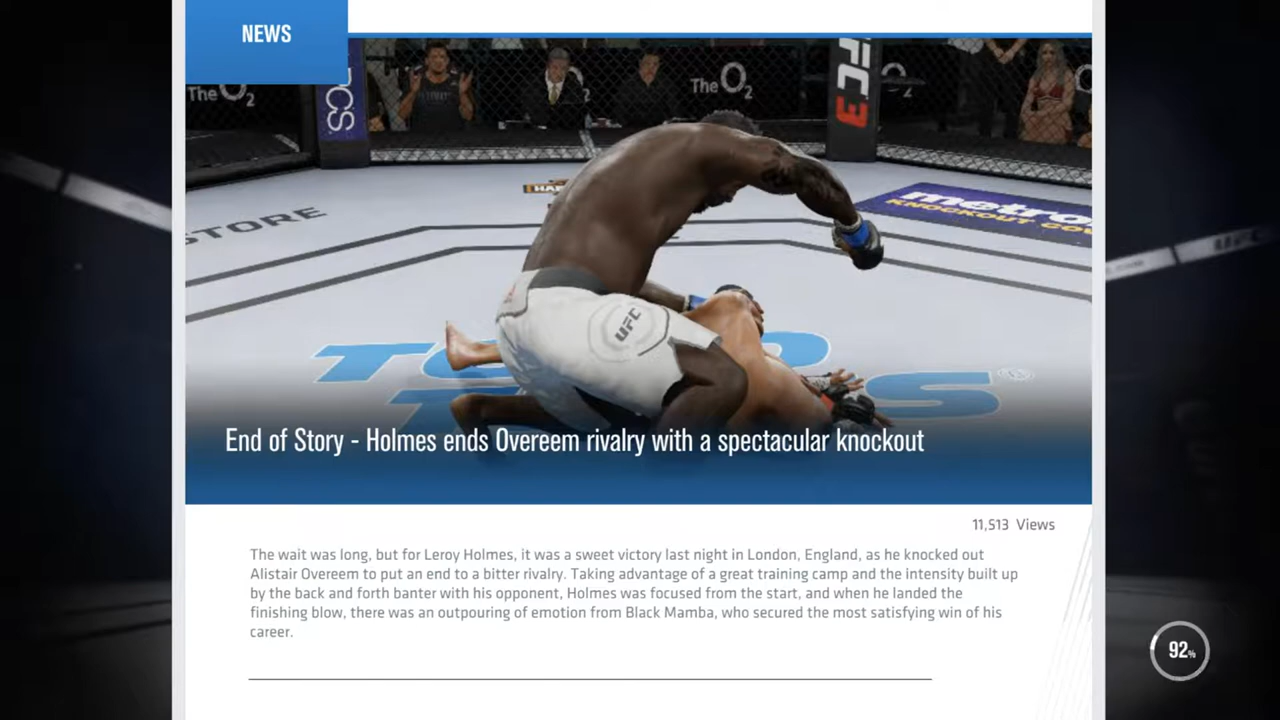 NEWS
The O2
CS
The O2
FC 3
STORE
metro
KNOCKOUT
UFC
End of Story - Holmes ends Overeem rivalry with a spectacular knockout
11,513 Views
The wait was long, but for Leroy Holmes, it was a sweet victory last night in London, England, as he knocked out
Alistair Overeem to put an end to a bitter rivalry. Taking advantage of a great training camp and the intensity built up
by the back and forth banter with his opponent, Holmes was focused from the start, and when he landed the
finishing blow, there was an outpouring of emotion from Black Mamba, who secured the most satisfying win of his
career.
92%